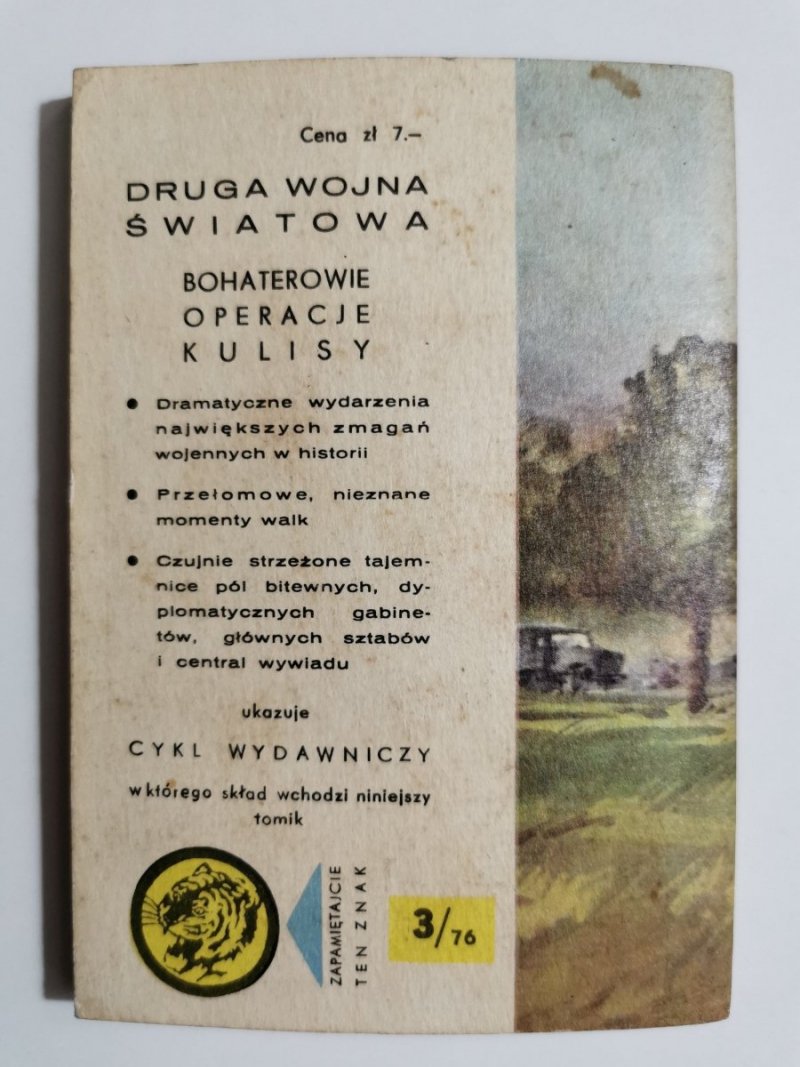 Cena zł 7.–
DRUGA WOJNA
ŚWIATOWA
BOHATEROWIE
OPERACJE
KULISY
● Dramatyczne wydarzenia
największych zmagań
wojennych w historii
● Przełomowe, nieznane
momenty walk
● Czujnie strzeżone tajem-
nice pól bitewnych, dy-
plomatycznych gabine-
tów, głównych sztabów
i central wywiadu
ukazuje
CYKL WYDAWNICZY
w którego skład wchodzi niniejszy
tomik
ZAPAMIĘTAJCIE
TEN ZNAK
3/76